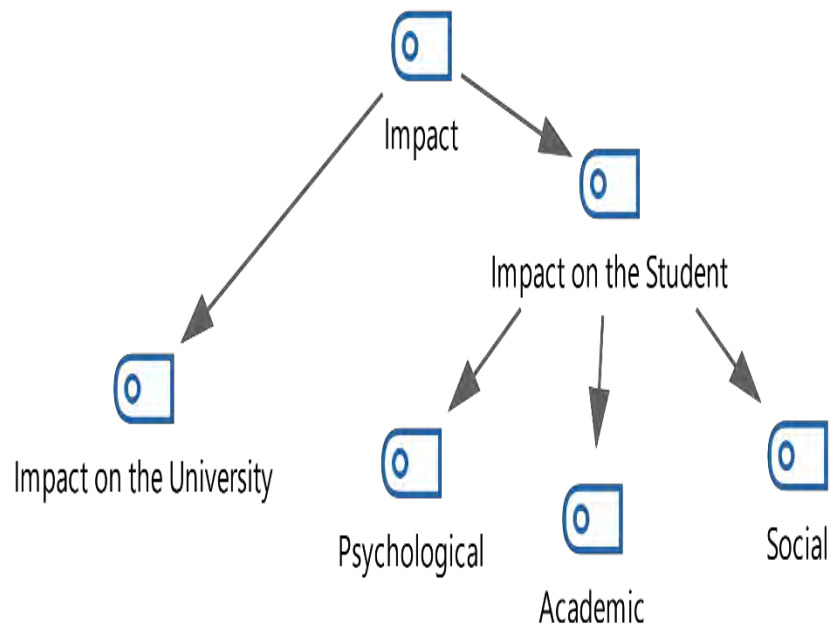 Impact
Impact on the Student
Impact on the University
Psychological
Academic
Social